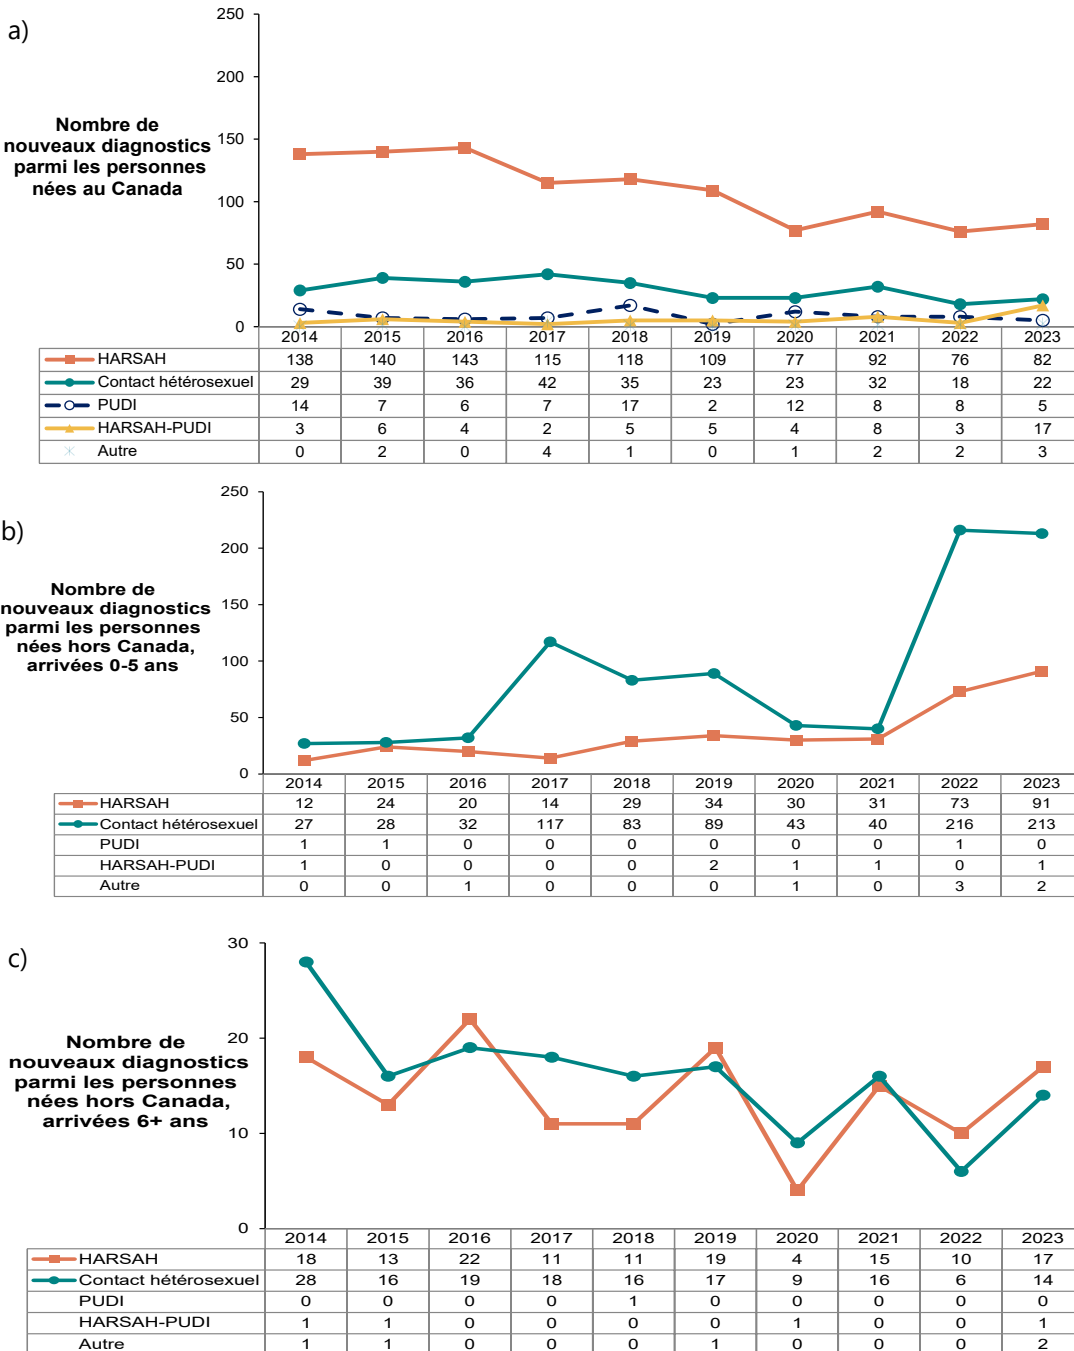 a)
250
200
150
100
50
0
Nombre de
nouveaux diagnostics
parmi les personnes
nées au Canada
2014 2015 2016 2017 2018 2019 2020 2021 2022 2023
HARSAH 138 140 143 115 118 109 77 92 76 82
Contact hétérosexuel 29 39 36 42 35 23 23 32 18 22
PUDI 14 7 6 7 17 2 12 8 8 5
HARSAH-PUDI 3 6 4 2 5 5 4 8 3 17
Autre 0 2 0 4 1 0 1 2 2 3
b)
250
200
150
100
50
0
Nombre de
nouveaux diagnostics
parmi les personnes
nées hors Canada,
arrivées 0-5 ans
2014 2015 2016 2017 2018 2019 2020 2021 2022 2023
HARSAH 12 24 20 14 29 34 30 31 73 91
Contact hétérosexuel 27 28 32 117 83 89 43 40 216 213
PUDI 1 1 0 0 0 0 0 0 1 0
HARSAH-PUDI 1 0 0 0 0 2 1 1 0 1
Autre 0 0 1 0 0 0 1 0 3 2
c)
30
20
10
0
Nombre de
nouveaux diagnostics
parmi les personnes
nées hors Canada,
arrivées 6+ ans
2014 2015 2016 2017 2018 2019 2020 2021 2022 2023
HARSAH 18 13 22 11 11 19 4 15 10 17
Contact hétérosexuel 28 16 19 18 16 17 9 16 6 14
PUDI 0 0 0 0 1 0 0 0 0 0
HARSAH-PUDI 1 1 0 0 0 0 1 0 0 1
Autre 1 1 0 0 0 1 0 0 0 2